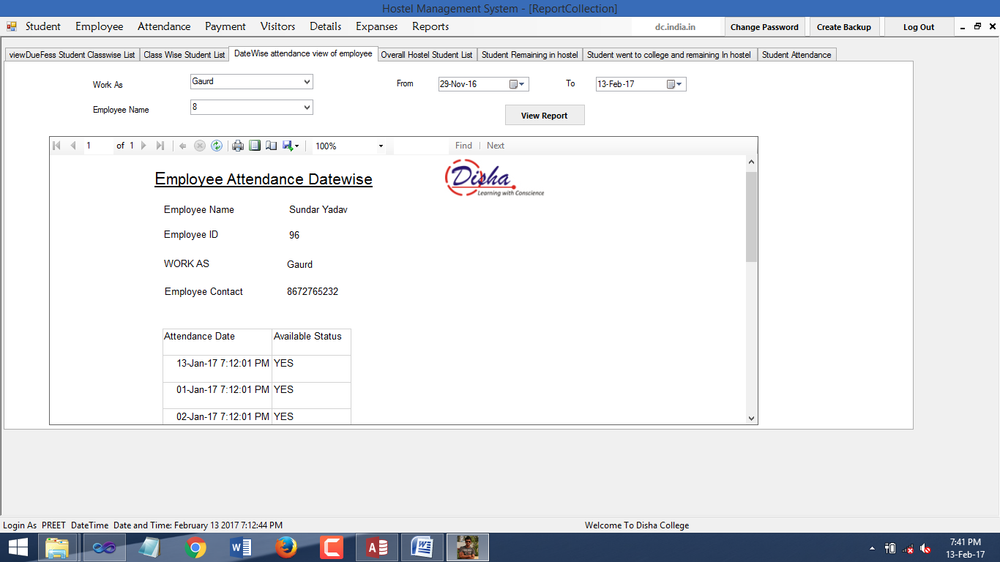 Hostel Management System - [ReportCollection]
Student Employee Attendance Payment Visitors Details Expanses Reports dc.india.in Change Password Create Backup Log Out
viewDueFess Student Classwise List Class Wise Student List DateWise attendance view of employee Overall Hostel Student List Student Remaining in hostel Student went to college and remaining In hostel Student Attendance
Work As Gaurd From 29-Nov-16 To 13-Feb-17
Employee Name 8
View Report
1 of 1 100% Find | Next
Employee Attendance Datewise
Disha
Learning with Conscience
Employee Name Sundar Yadav
Employee ID 96
WORK AS Gaurd
Employee Contact 8672765232
Attendance Date Available Status
13-Jan-17 7:12:01 PM YES
01-Jan-17 7:12:01 PM YES
02-Jan-17 7:12:01 PM YES
Login As PREET DateTime Date and Time: February 13 2017 7:12:44 PM Welcome To Disha College
7:41 PM
13-Feb-17